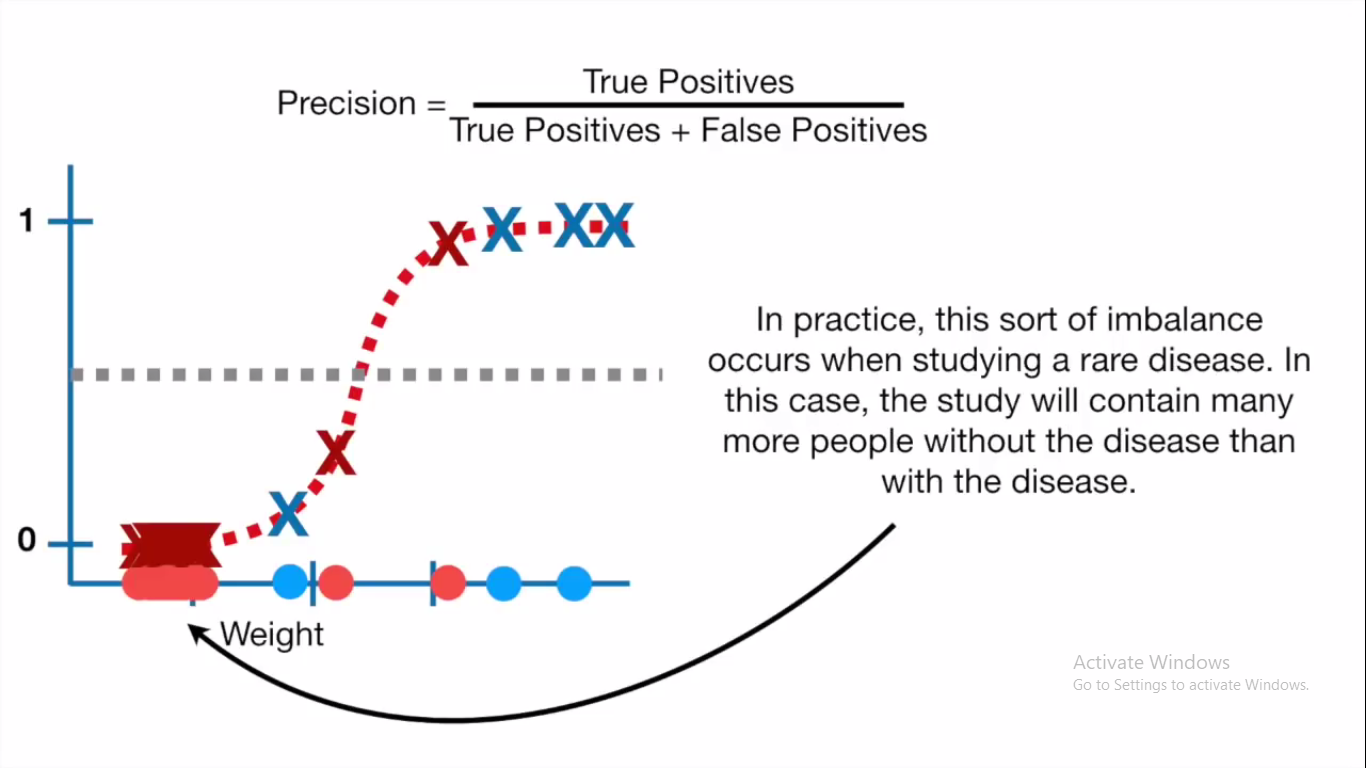 True Positives
Precision =
True Positives + False Positives
1
In practice, this sort of imbalance
occurs when studying a rare disease. In
this case, the study will contain many
more people without the disease than
with the disease.
0
Weight
Activate Windows
Go to Settings to activate Windows.